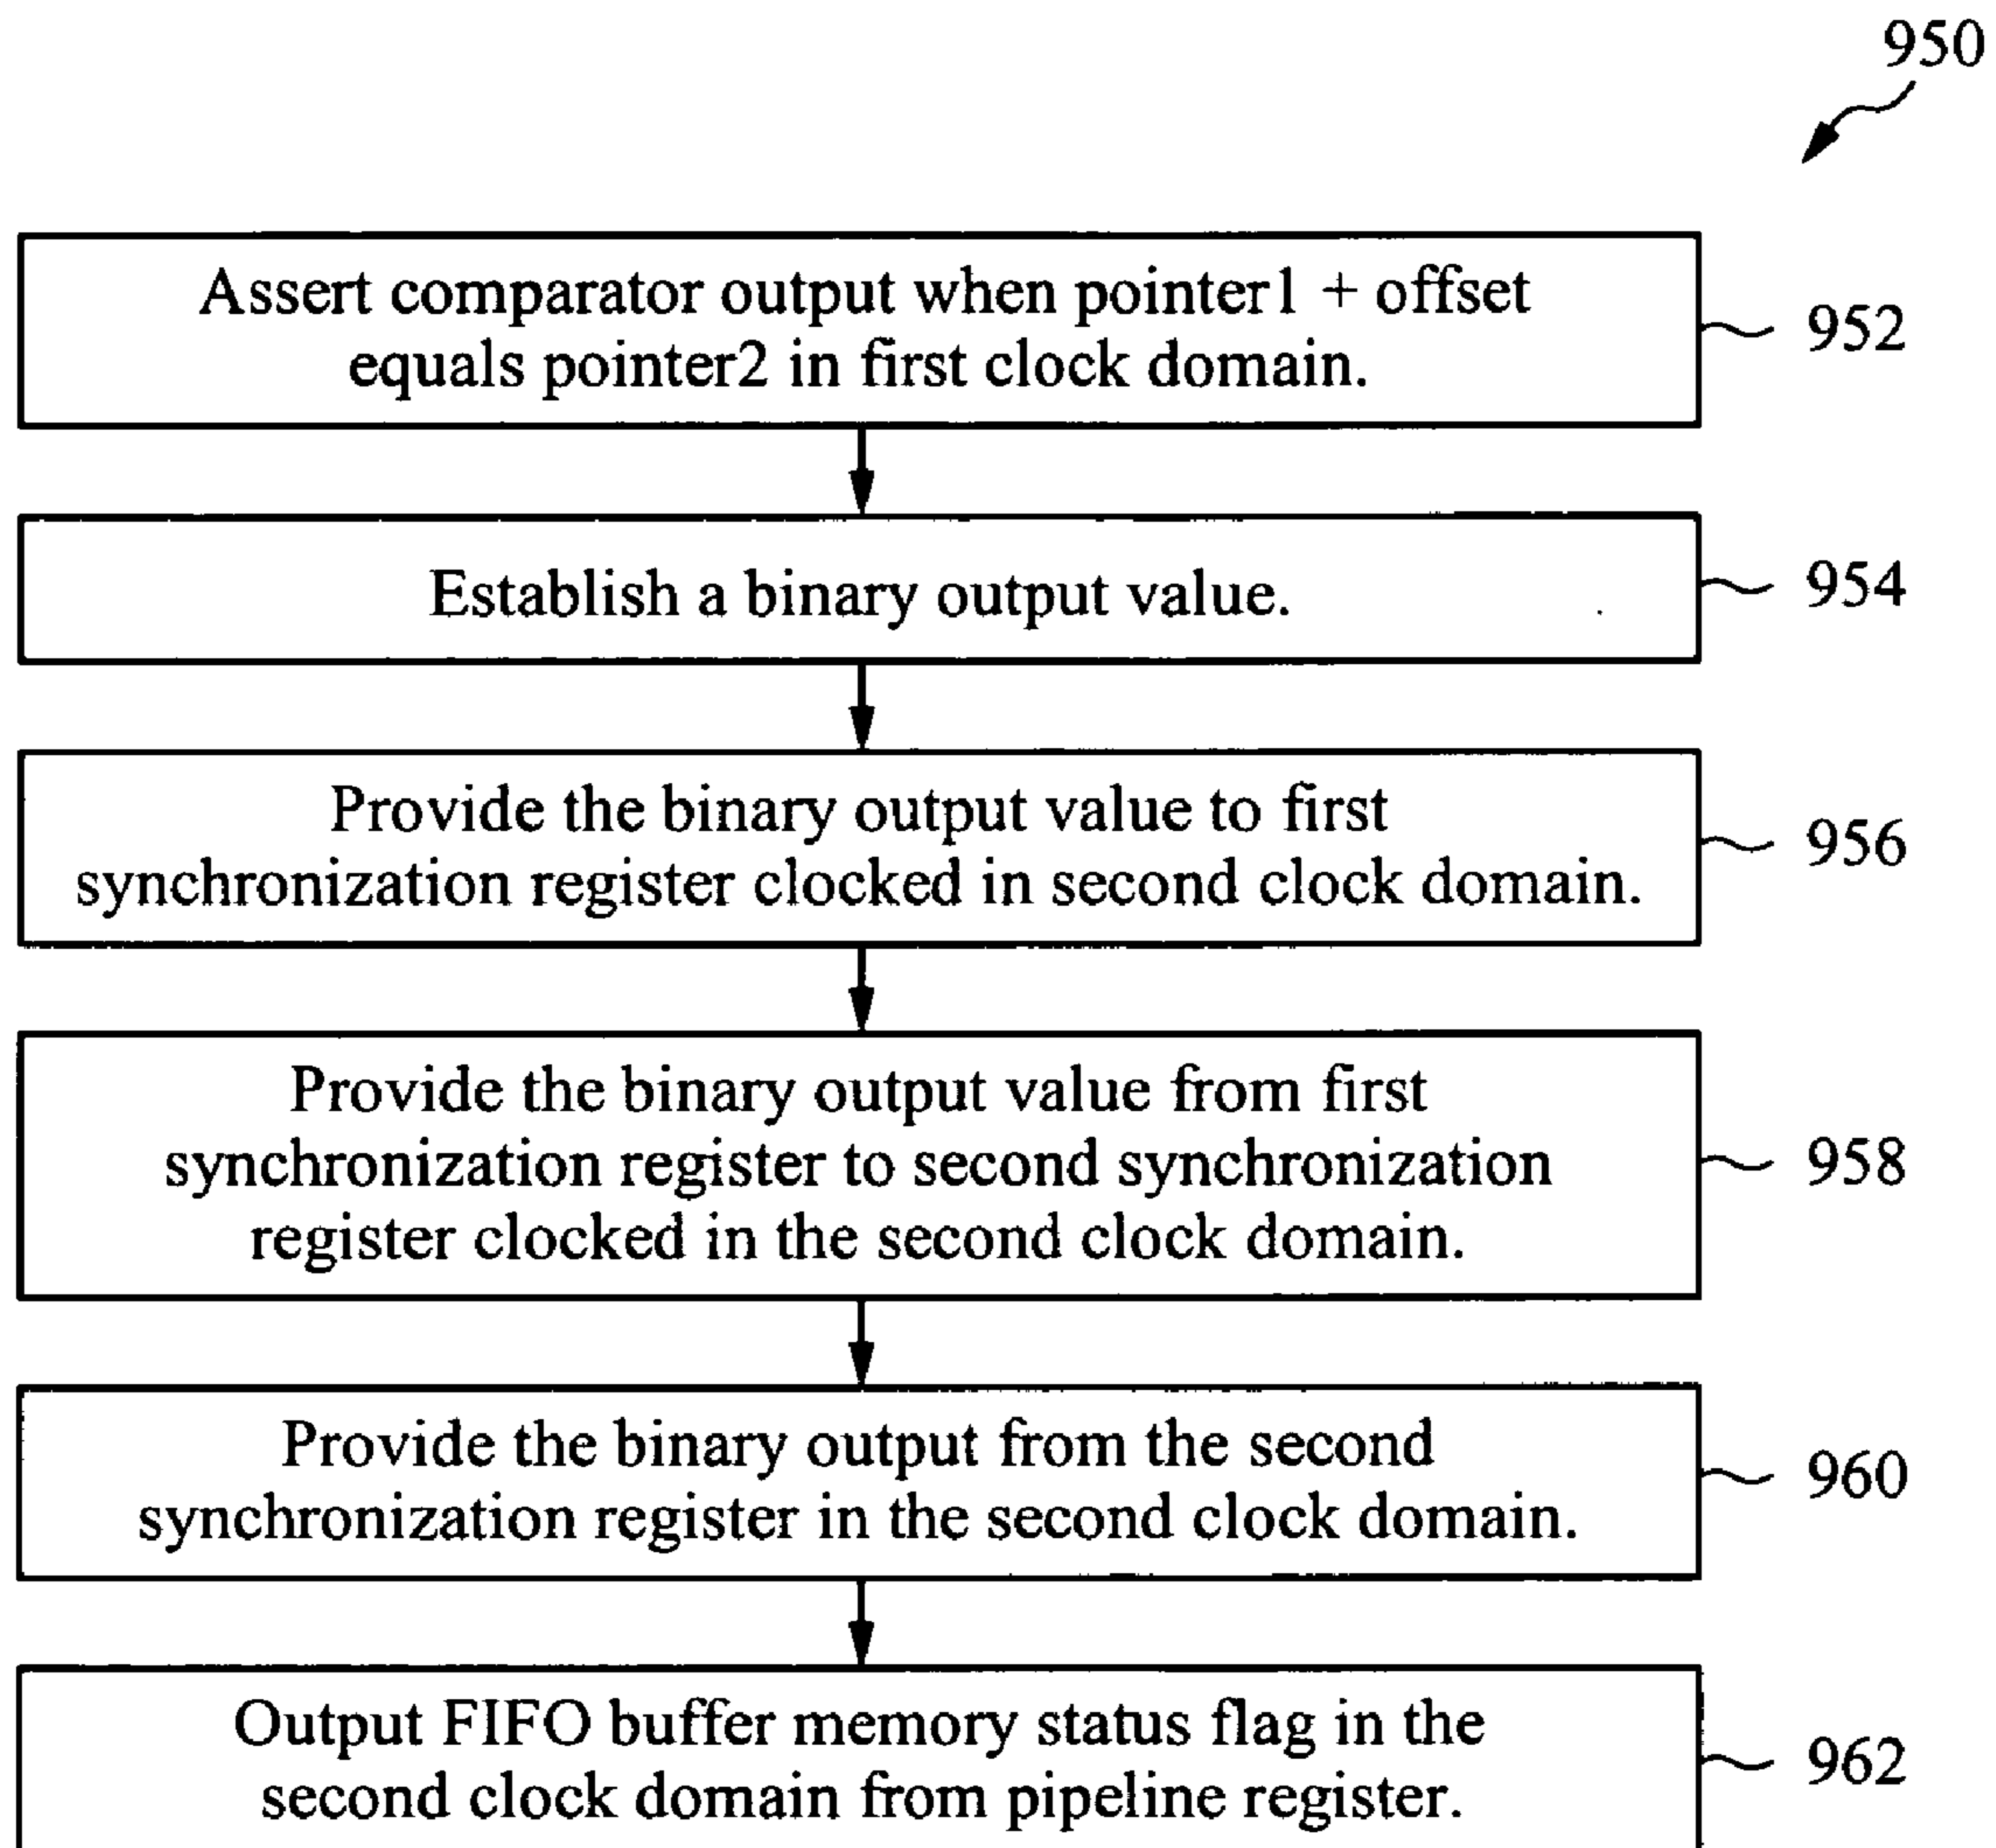 950
Assert comparator output when pointer1 + offset
equals pointer2 in first clock domain.
952
Establish a binary output value.
954
Provide the binary output value to first
synchronization register clocked in second clock domain.
956
Provide the binary output value from first
synchronization register to second synchronization
register clocked in the second clock domain.
958
Provide the binary output from the second
synchronization register in the second clock domain.
960
Output FIFO buffer memory status flag in the
second clock domain from pipeline register.
962